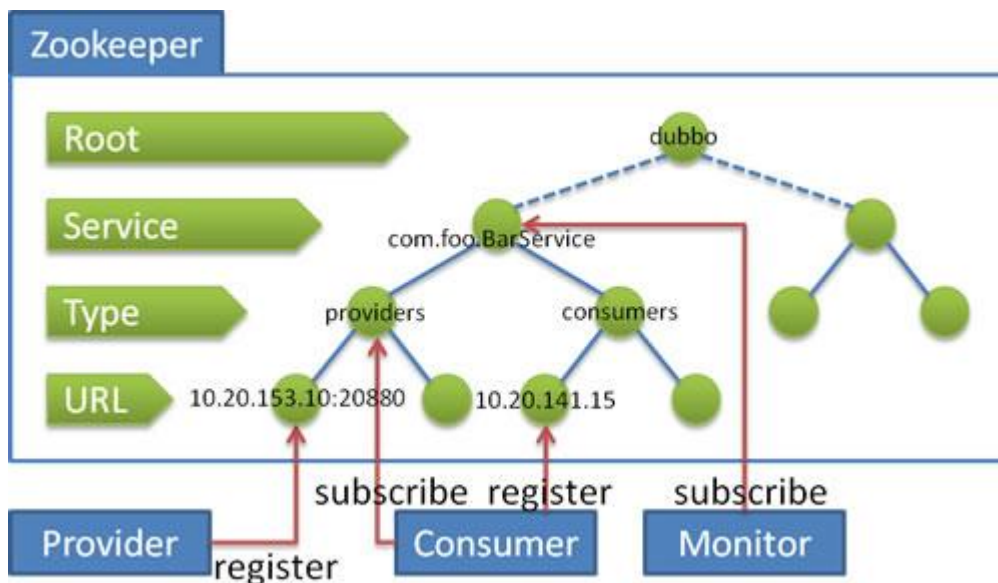 Zookeeper
Root
dubbo
Service
com.foo.BarService
Type
providers
consumers
URL
10.20.153.10:20880
10.20.141.15
subscribe
register
subscribe
Provider
register
Consumer
Monitor